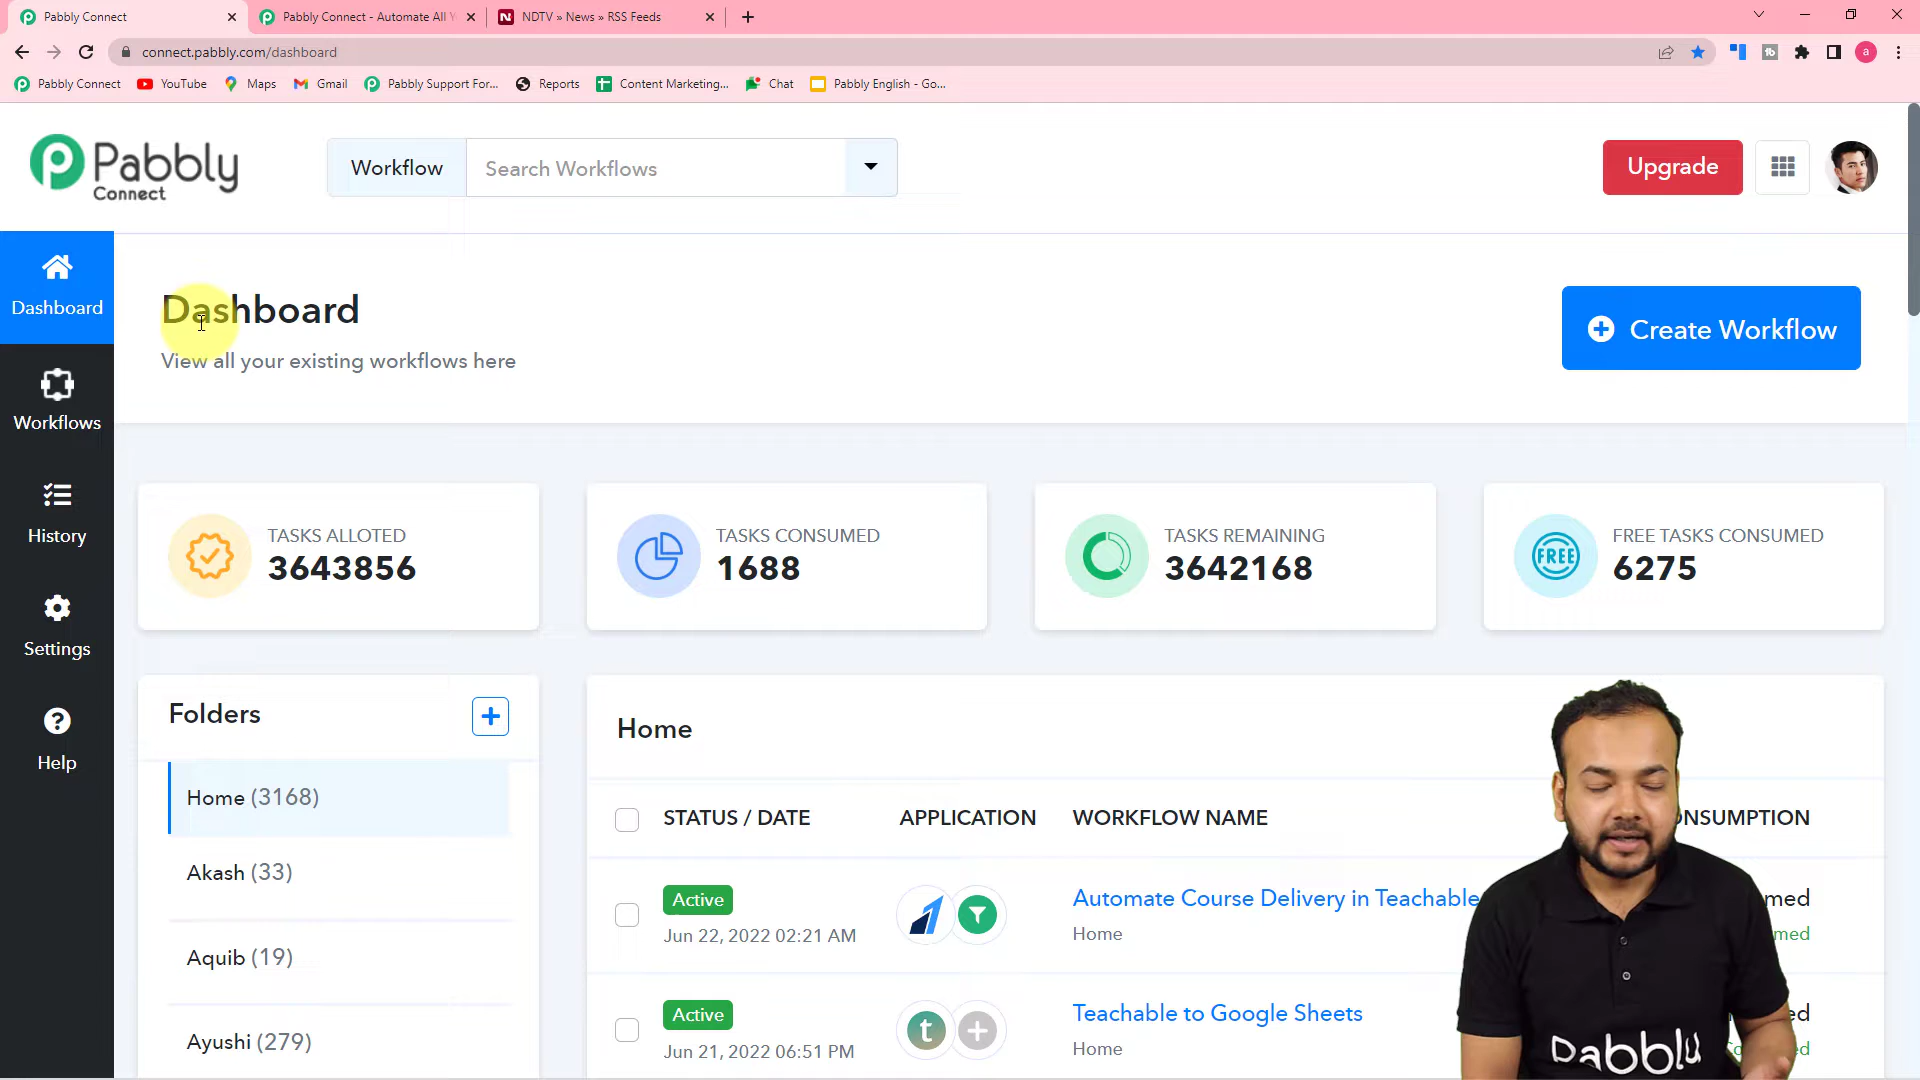 Pabbly Connect
Pabbly Connect - Automate All Y
NDTV » News » RSS Feeds
connect.pabbly.com/dashboard
a
Pabbly Connect
YouTube
Maps
Gmail
Pabbly Support For...
Reports
Content Marketing...
Chat
Pabbly English - Go...
Pabbly
Connect
Workflow
Search Workflows
Upgrade
Dashboard
Workflows
History
Settings
Help
Dashboard
View all your existing workflows here
Create Workflow
TASKS ALLOTED
3643856
TASKS CONSUMED
1688
TASKS REMAINING
3642168
FREE
FREE TASKS CONSUMED
6275
Folders
Home (3168)
Akash (33)
Aquib (19)
Ayushi (279)
Home
STATUS / DATE APPLICATION WORKFLOW NAME ONSUMPTION
Active
Jun 22, 2022 02:21 AM
Automate Course Delivery in Teachable
Home
med
med
Active
Jun 21, 2022 06:51 PM
t
Teachable to Google Sheets
Home
Pabbly